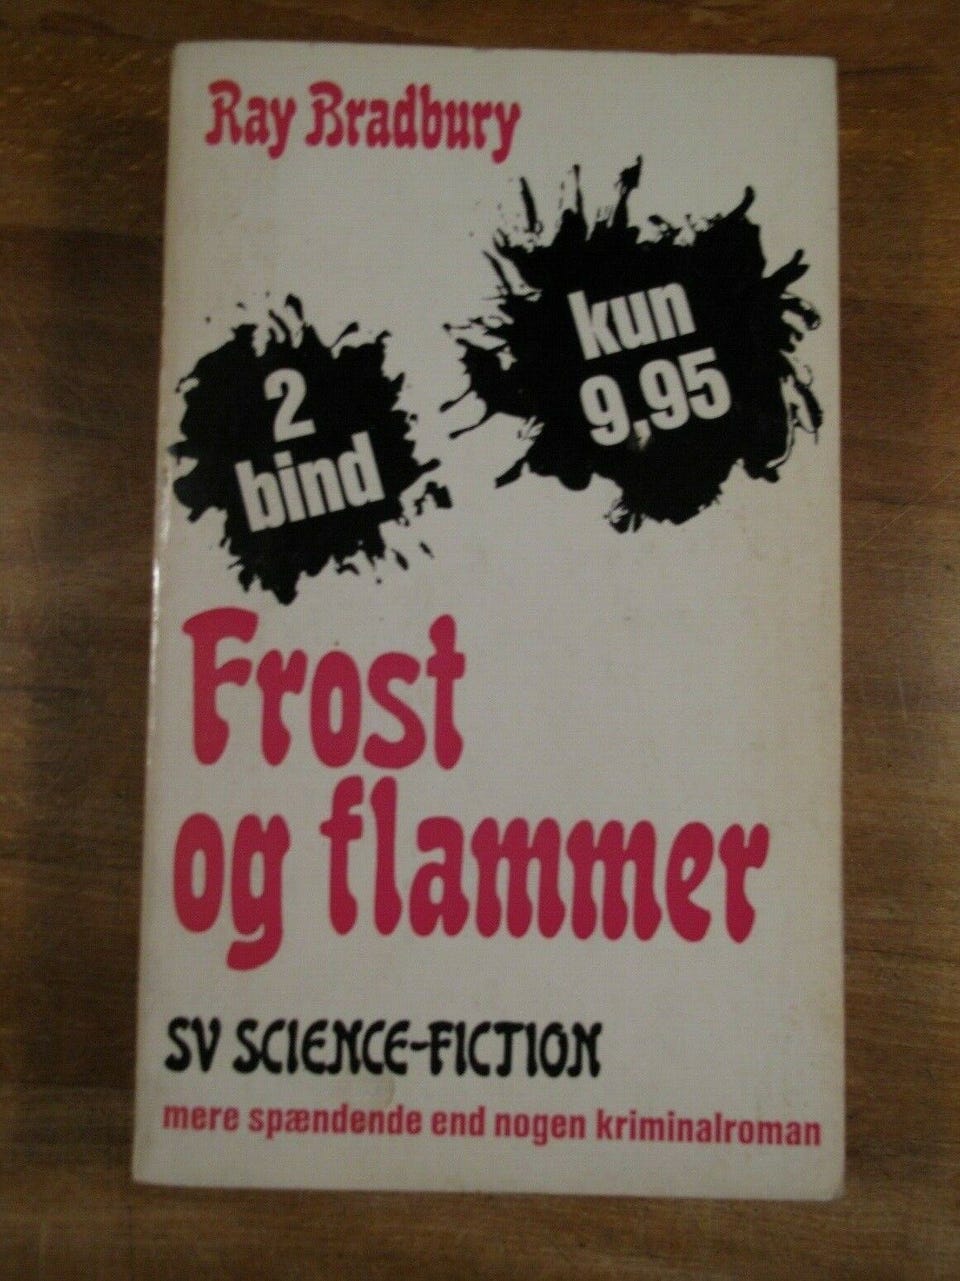 Ray Bradbury
kun
9,95
2
bind
Frost
og flammer
SV SCIENCE-FICTION
mere spændende end nogen kriminalroman